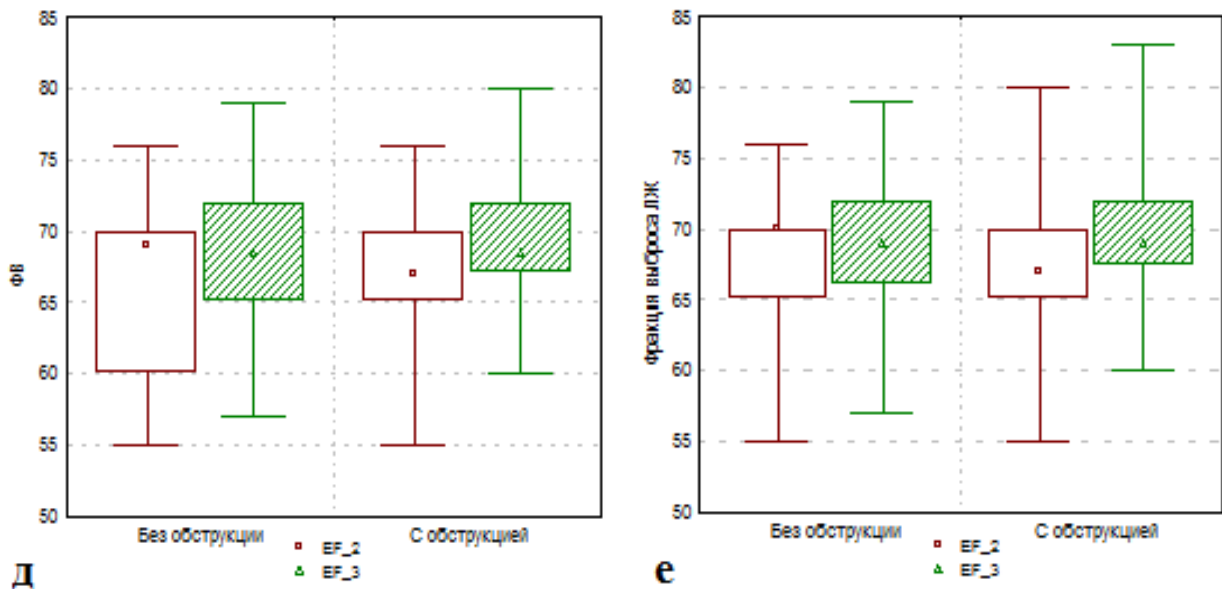 85
80
75
70
65
60
55
50
ФВ
Без обструкции
С обструкцией
EF_2
EF_3
д
85
80
75
70
65
60
55
50
Фракция выброса ЛЖ
Без обструкции
С обструкцией
EF_2
EF_3
е